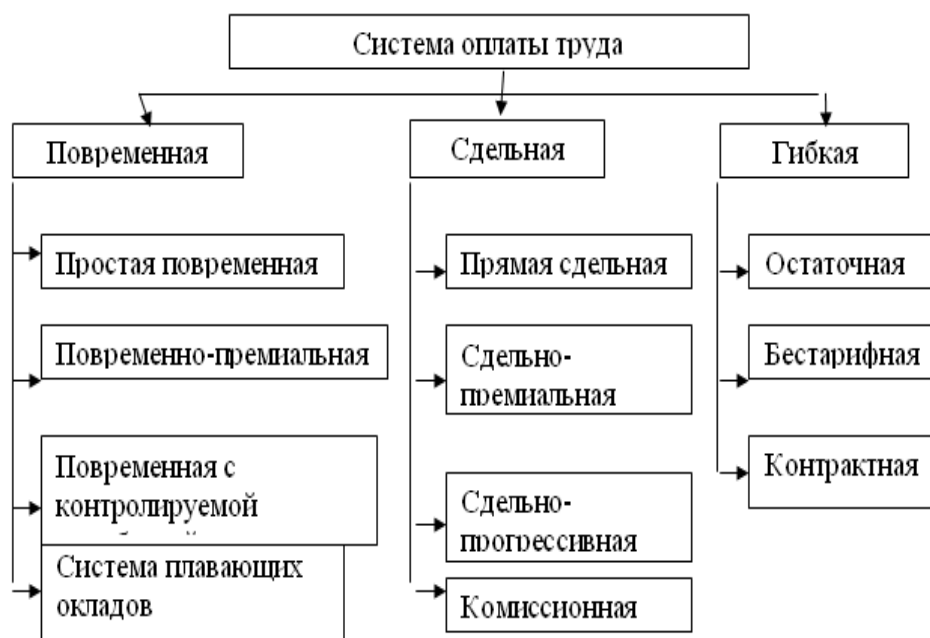 Система оплаты труда
Повременная
Сдельная
Гибкая
Простая повременная
Повременно-премиальная
Повременная с
контролируемой
Система плавающих
окладов
Прямая сдельная
Сдельно-
премиальная
Сдельно-
прогрессивная
Комиссионная
Остаточная
Бестарифная
Контрактная